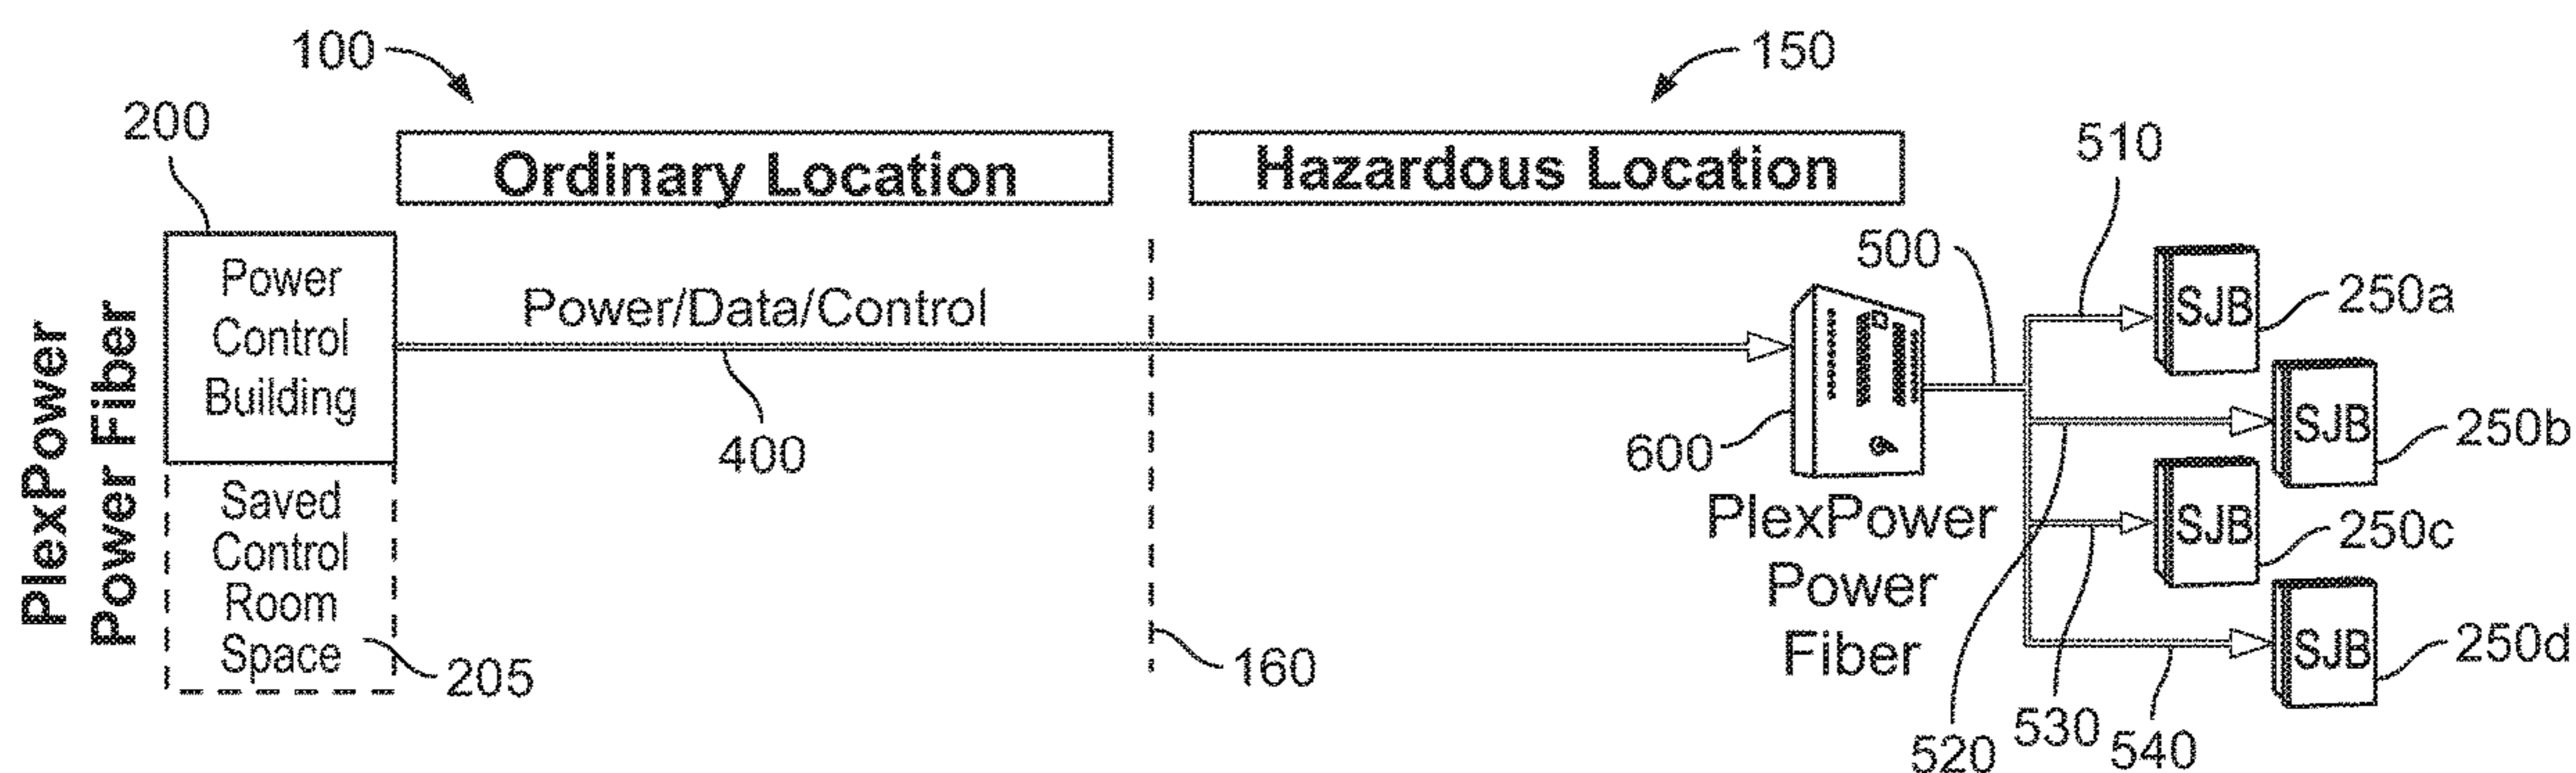 100
150
200
Ordinary Location
Hazardous Location
510
500
PlexPower
Power Fiber
Power
Control
Building
Power/Data/Control
400
600
SJB
250a
SJB
250b
SJB
250c
SJB
250d
PlexPower
Power
Fiber
Saved
Control
Room
Space
205
160
520
530
540